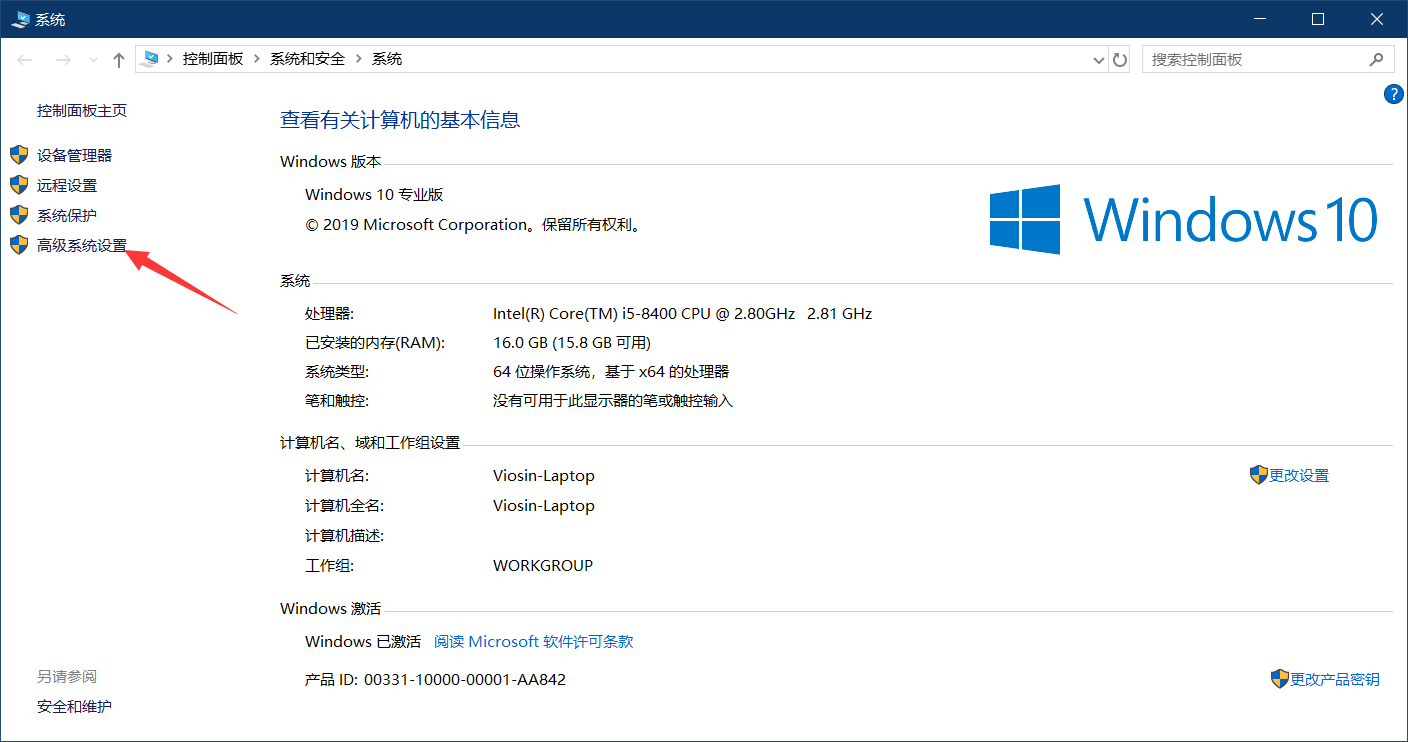 系统
控制面板 系统和安全 系统
搜索控制面板
?
控制面板主页
设备管理器
远程设置
系统保护
高级系统设置
查看有关计算机的基本信息
Windows 版本
Windows 10 专业版
© 2019 Microsoft Corporation。保留所有权利。
Windows 10
系统
处理器: Intel(R) Core(TM) i5-8400 CPU @ 2.80GHz 2.81 GHz
已安装的内存(RAM): 16.0 GB (15.8 GB 可用)
系统类型: 64 位操作系统，基于 x64 的处理器
笔和触控: 没有可用于此显示器的笔或触控输入
计算机名、域和工作组设置
计算机名: Viosin-Laptop 更改设置
计算机全名: Viosin-Laptop
计算机描述:
工作组: WORKGROUP
Windows 激活
Windows 已激活 阅读 Microsoft 软件许可条款
产品 ID: 00331-10000-00001-AA842 更改产品密钥
另请参阅
安全和维护